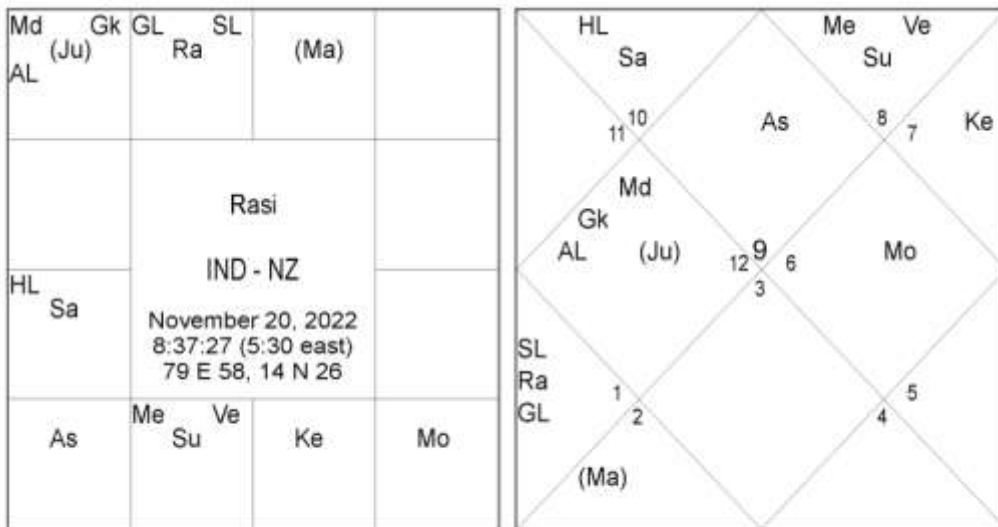 Md Gk GL SL
(Ju) Ra (Ma)
AL
Rasi
IND - NZ
HL
Sa
November 20, 2022
8:37:27 (5:30 east)
79 E 58, 14 N 26
Me Ve
As Su Ke Mo
HL Me Ve
Sa Su
As Ke
10 8
11 7
Md
Gk
AL (Ju) 9 Mo
12 6
3
SL
Ra 1 5
GL 2 4
(Ma)